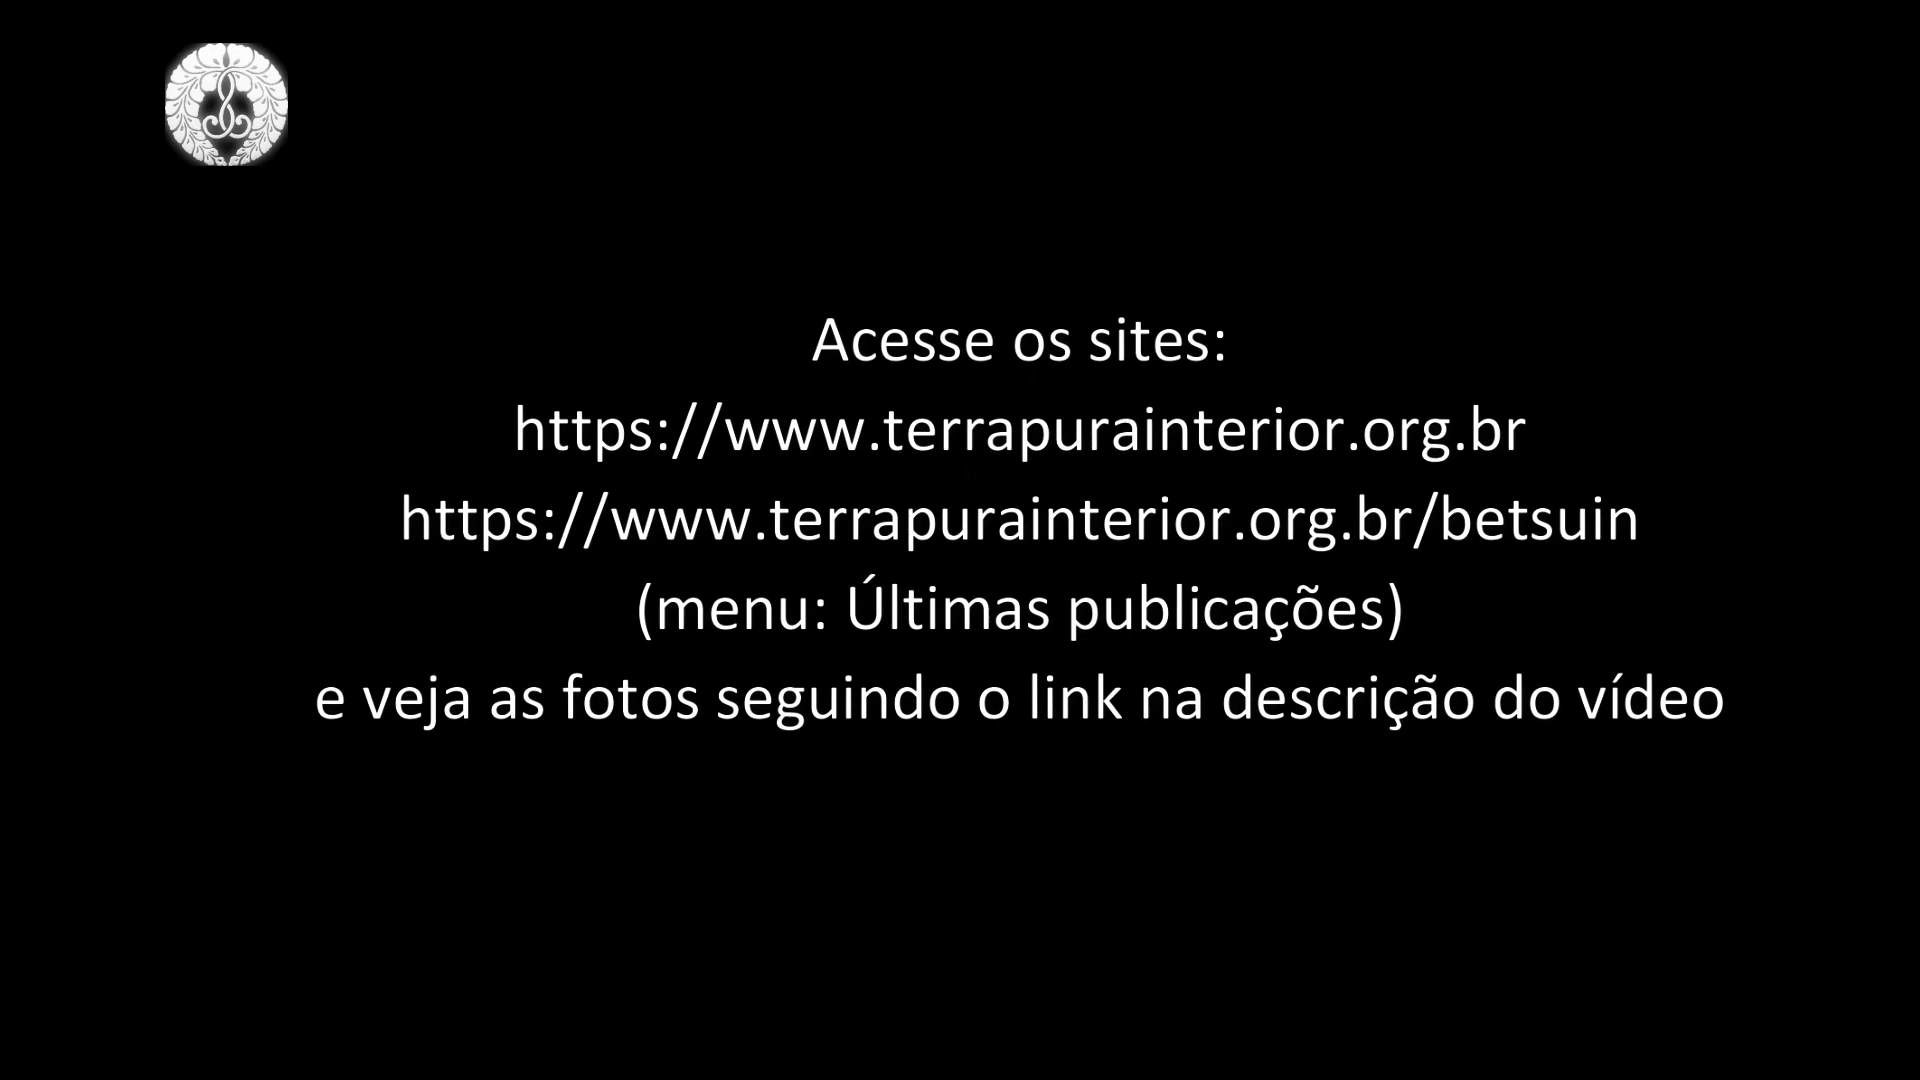 Acesse os sites:
https://www.terrapurainterior.org.br
https://www.terrapurainterior.org.br/betsuin
(menu: Últimas publicações)
e veja as fotos seguindo o link na descrição do vídeo